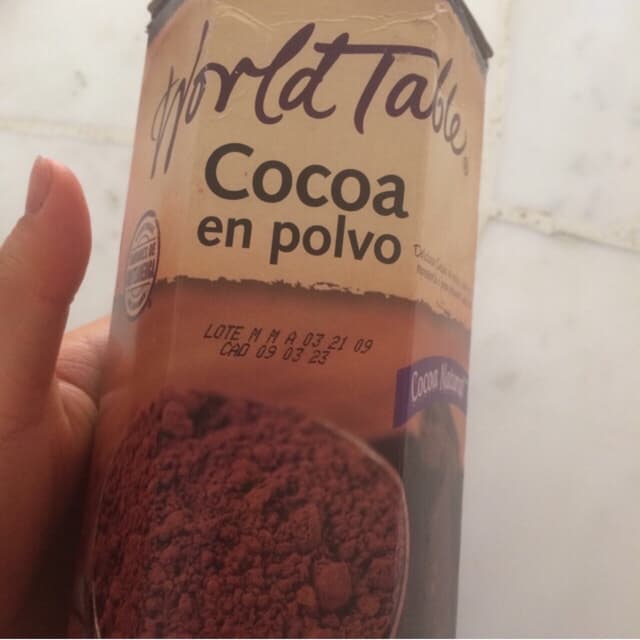 World Table®
Cocoa
en polvo
LOTE M M A 03 21 09
CAD 09 03 23
Cocoa Natural